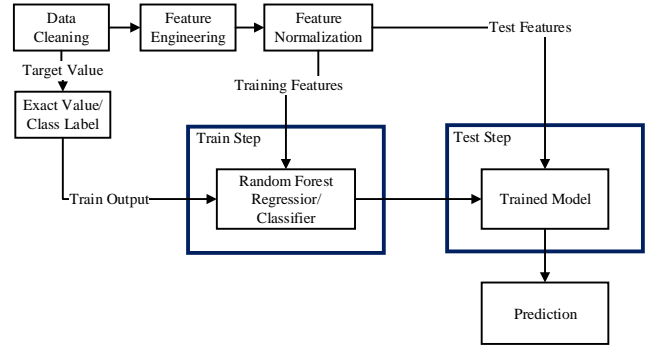 Data
Cleaning
Feature
Engineering
Feature
Normalization
Test Features
Target Value
Training Features
Exact Value/
Class Label
Train Step
Test Step
Train Output
Random Forest
Regressior/
Classifier
Trained Model
Prediction